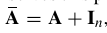 Ā = A + Iₙ,